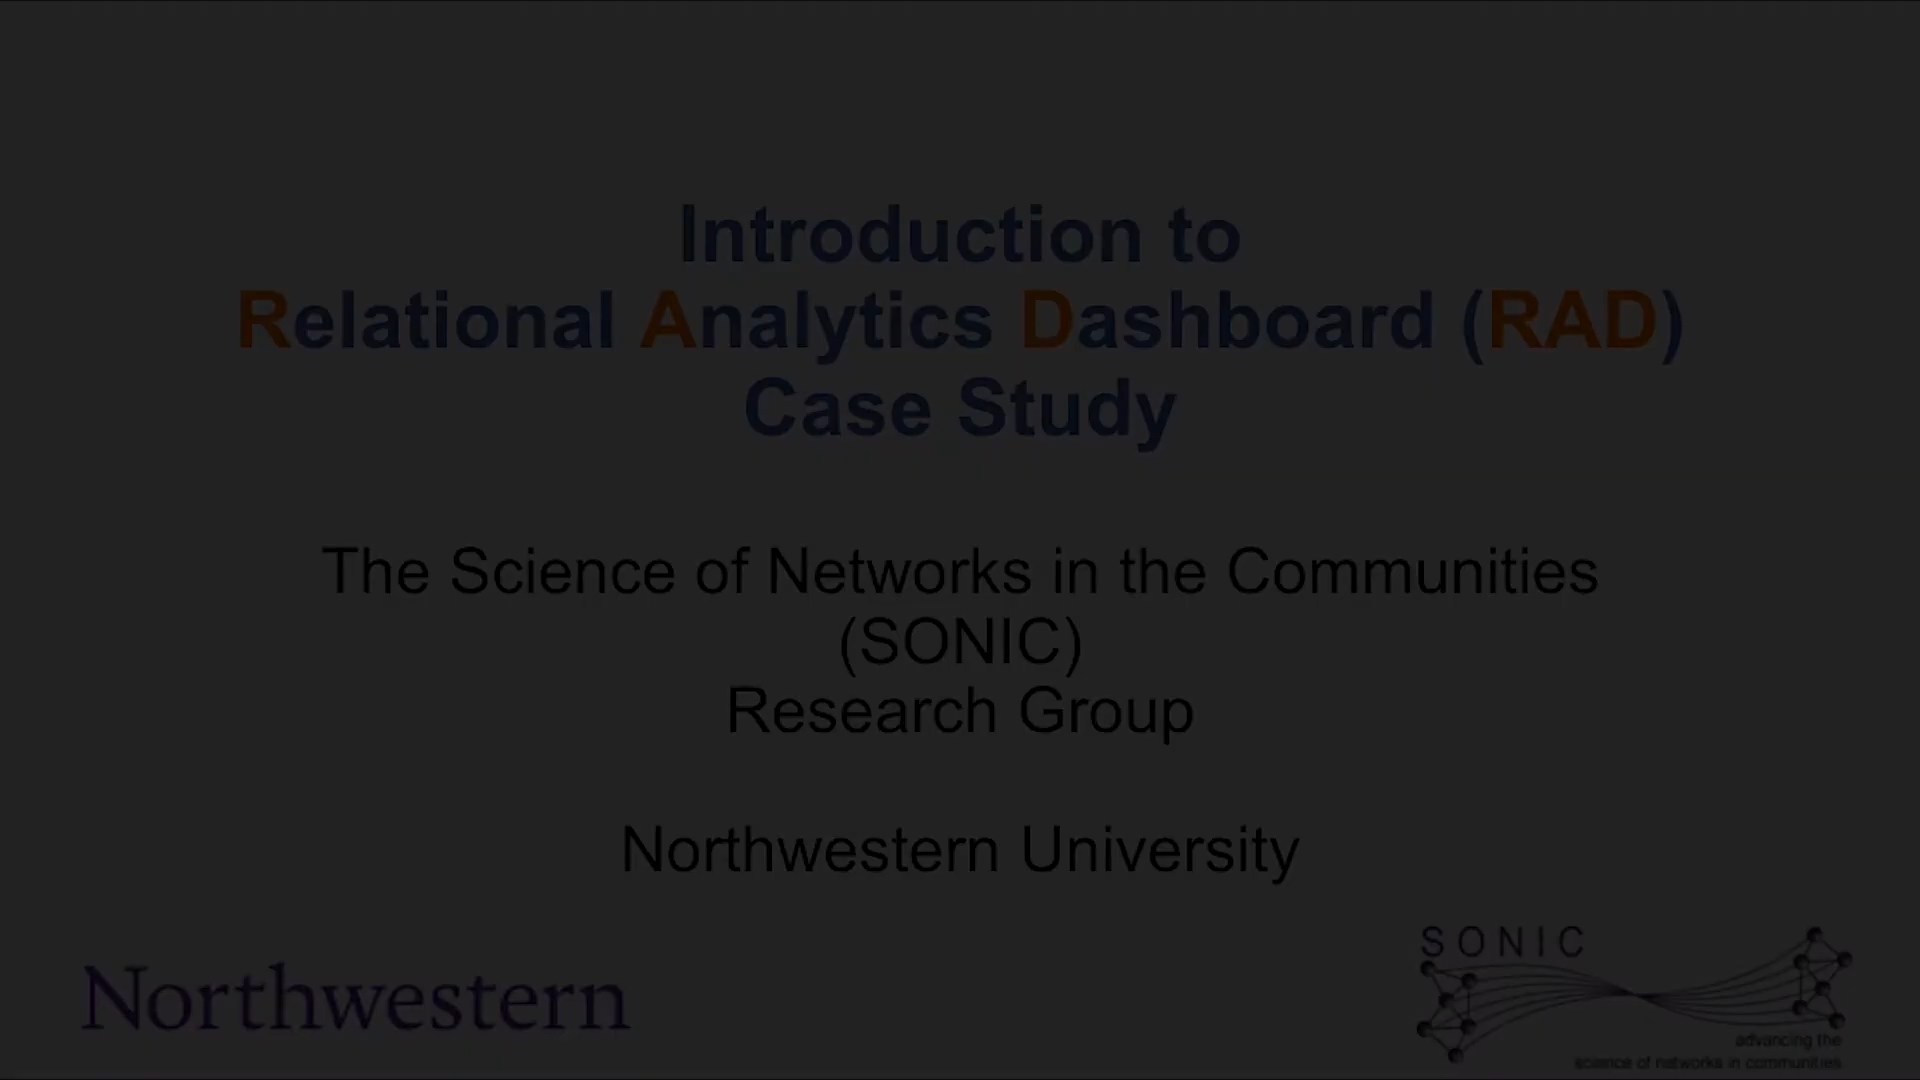 Introduction to
Relational Analytics Dashboard (RAD)
Case Study
The Science of Networks in the Communities
(SONIC)
Research Group
Northwestern University
Northwestern
SONIC
advancing the
science of networks in communities